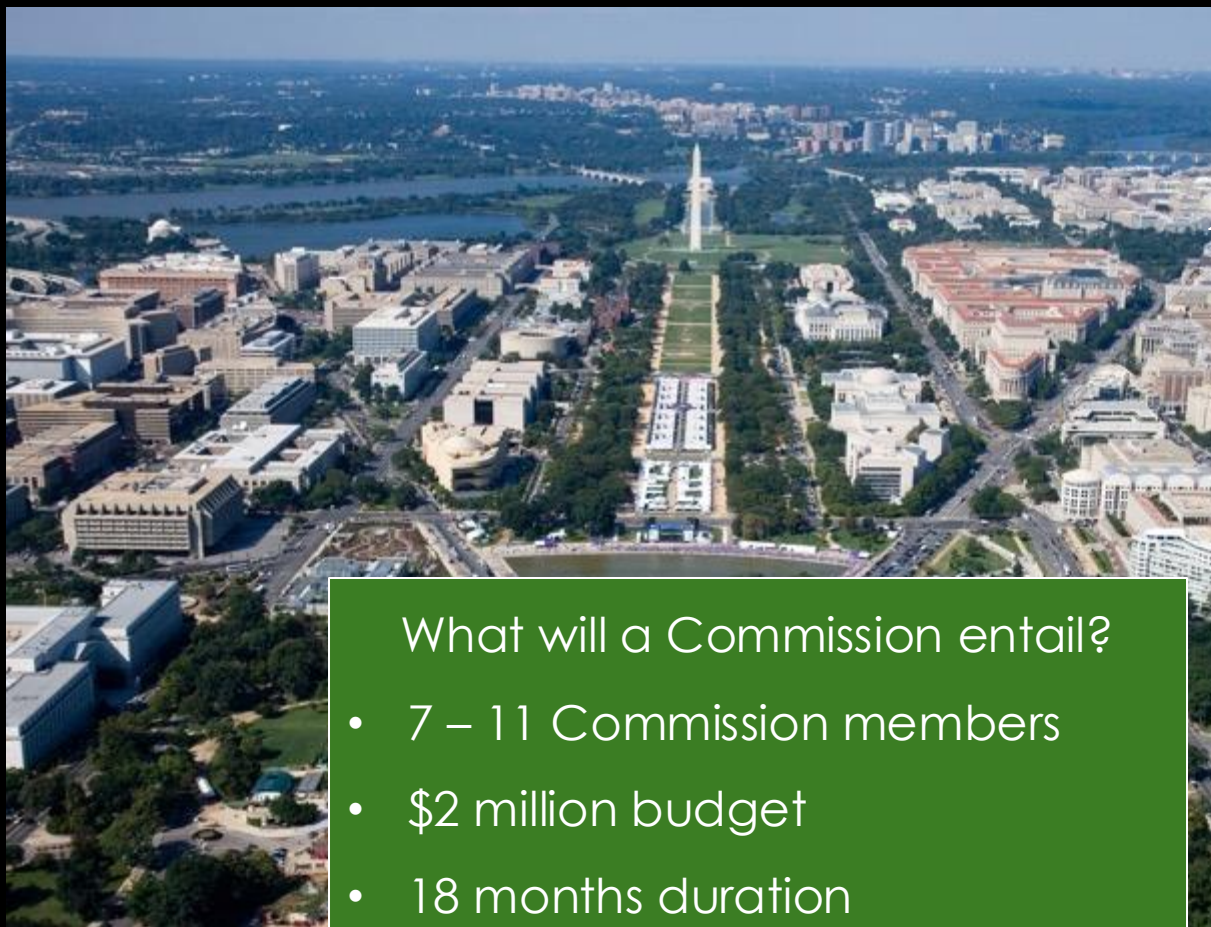 What will a Commission entail?
• 7 – 11 Commission members
• $2 million budget
• 18 months duration